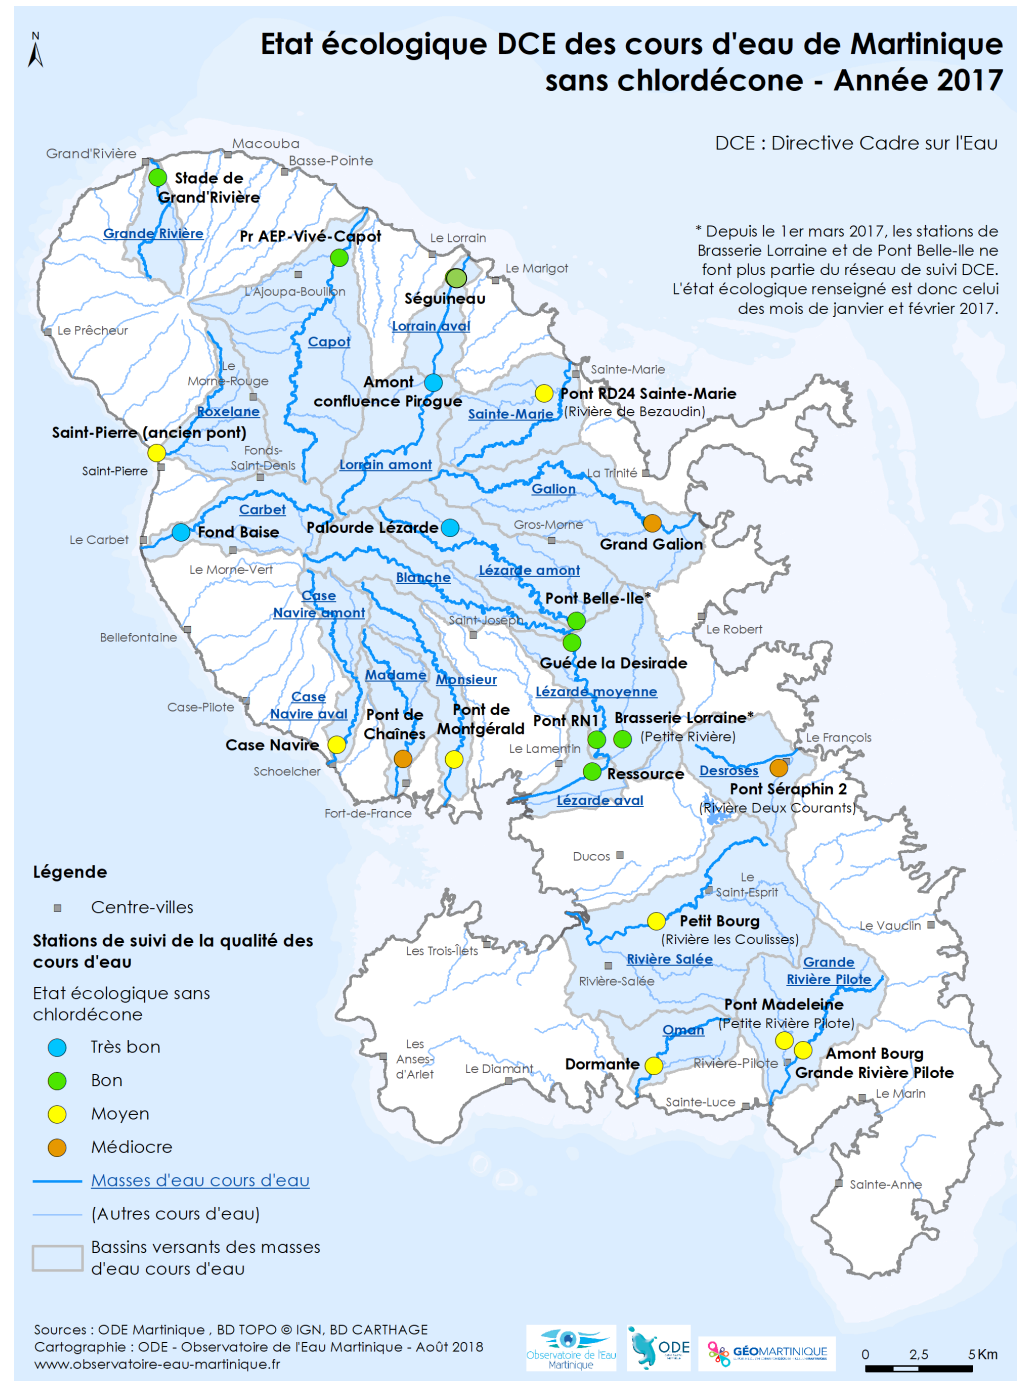 N
Etat écologique DCE des cours d'eau de Martinique
sans chlordécone - Année 2017
DCE : Directive Cadre sur l'Eau
* Depuis le 1er mars 2017, les stations de
Brasserie Lorraine et de Pont Belle-Ile ne
font plus partie du réseau de suivi DCE.
L'état écologique renseigné est donc celui
des mois de janvier et février 2017.
Macouba
Grand'Rivière
Basse-Pointe
Stade de
Grand'Rivière
Grande Rivière
Pr AEP-Vivé-Capot
Le Lorrain
Le Marigot
L'Ajoupa-Bouillon
Séguineau
Le Prêcheur
Lorrain aval
Capot
Le
Morne-Rouge
Sainte-Marie
Amont
confluence Pirogue
Pont RD24 Sainte-Marie
(Rivière de Bezaudin)
Roxelane
Sainte-Marie
Saint-Pierre (ancien pont)
Fonds-
Saint-Denis
Saint-Pierre
Lorrain amont
La Trinité
Galion
Carbet
Palourde Lézarde
Gros-Morne
Fond Baise
Le Carbet
Grand Galion
Le Morne-Vert
Blanche
Lézarde amont
Case
Navire amont
Pont Belle-Ile*
Saint-Joseph
Le Robert
Bellefontaine
Gué de la Desirade
Madame
Monsieur
Lézarde moyenne
Case
Navire aval
Case-Pilote
Pont de
Chaînes
Pont de
Montgérald
Pont RN1
Brasserie Lorraine*
(Petite Rivière)
Case Navire
Le Lamentin
Le François
Schoelcher
Ressource
Desroses
Pont Séraphin 2
(Rivière Deux Courants)
Lézarde aval
Fort-de-France
Ducos
Légende
Le
Saint-Esprit
Centre-villes
Petit Bourg
(Rivière les Coulisses)
Le Vauclin
Stations de suivi de la qualité des
cours d'eau
Les Trois-Îlets
Rivière Salée
Grande
Rivière Pilote
Rivière-Salée
Etat écologique sans
chlordécone
Pont Madeleine
(Petite Rivière Pilote)
Oman
Très bon
Les
Anses-
d'Arlet
Le Diamant
Dormante
Rivière-Pilote
Amont Bourg
Grande Rivière Pilote
Bon
Sainte-Luce
Le Marin
Moyen
Médiocre
Masses d'eau cours d'eau
Sainte-Anne
(Autres cours d'eau)
Bassins versants des masses
d'eau cours d'eau
Sources : ODE Martinique , BD TOPO © IGN, BD CARTHAGE
Cartographie : ODE - Observatoire de l'Eau Martinique - Août 2018
www.observatoire-eau-martinique.fr
Observatoire de l'Eau
Martinique
ODE
GÉOMARTINIQUE
0 2,5 5 Km